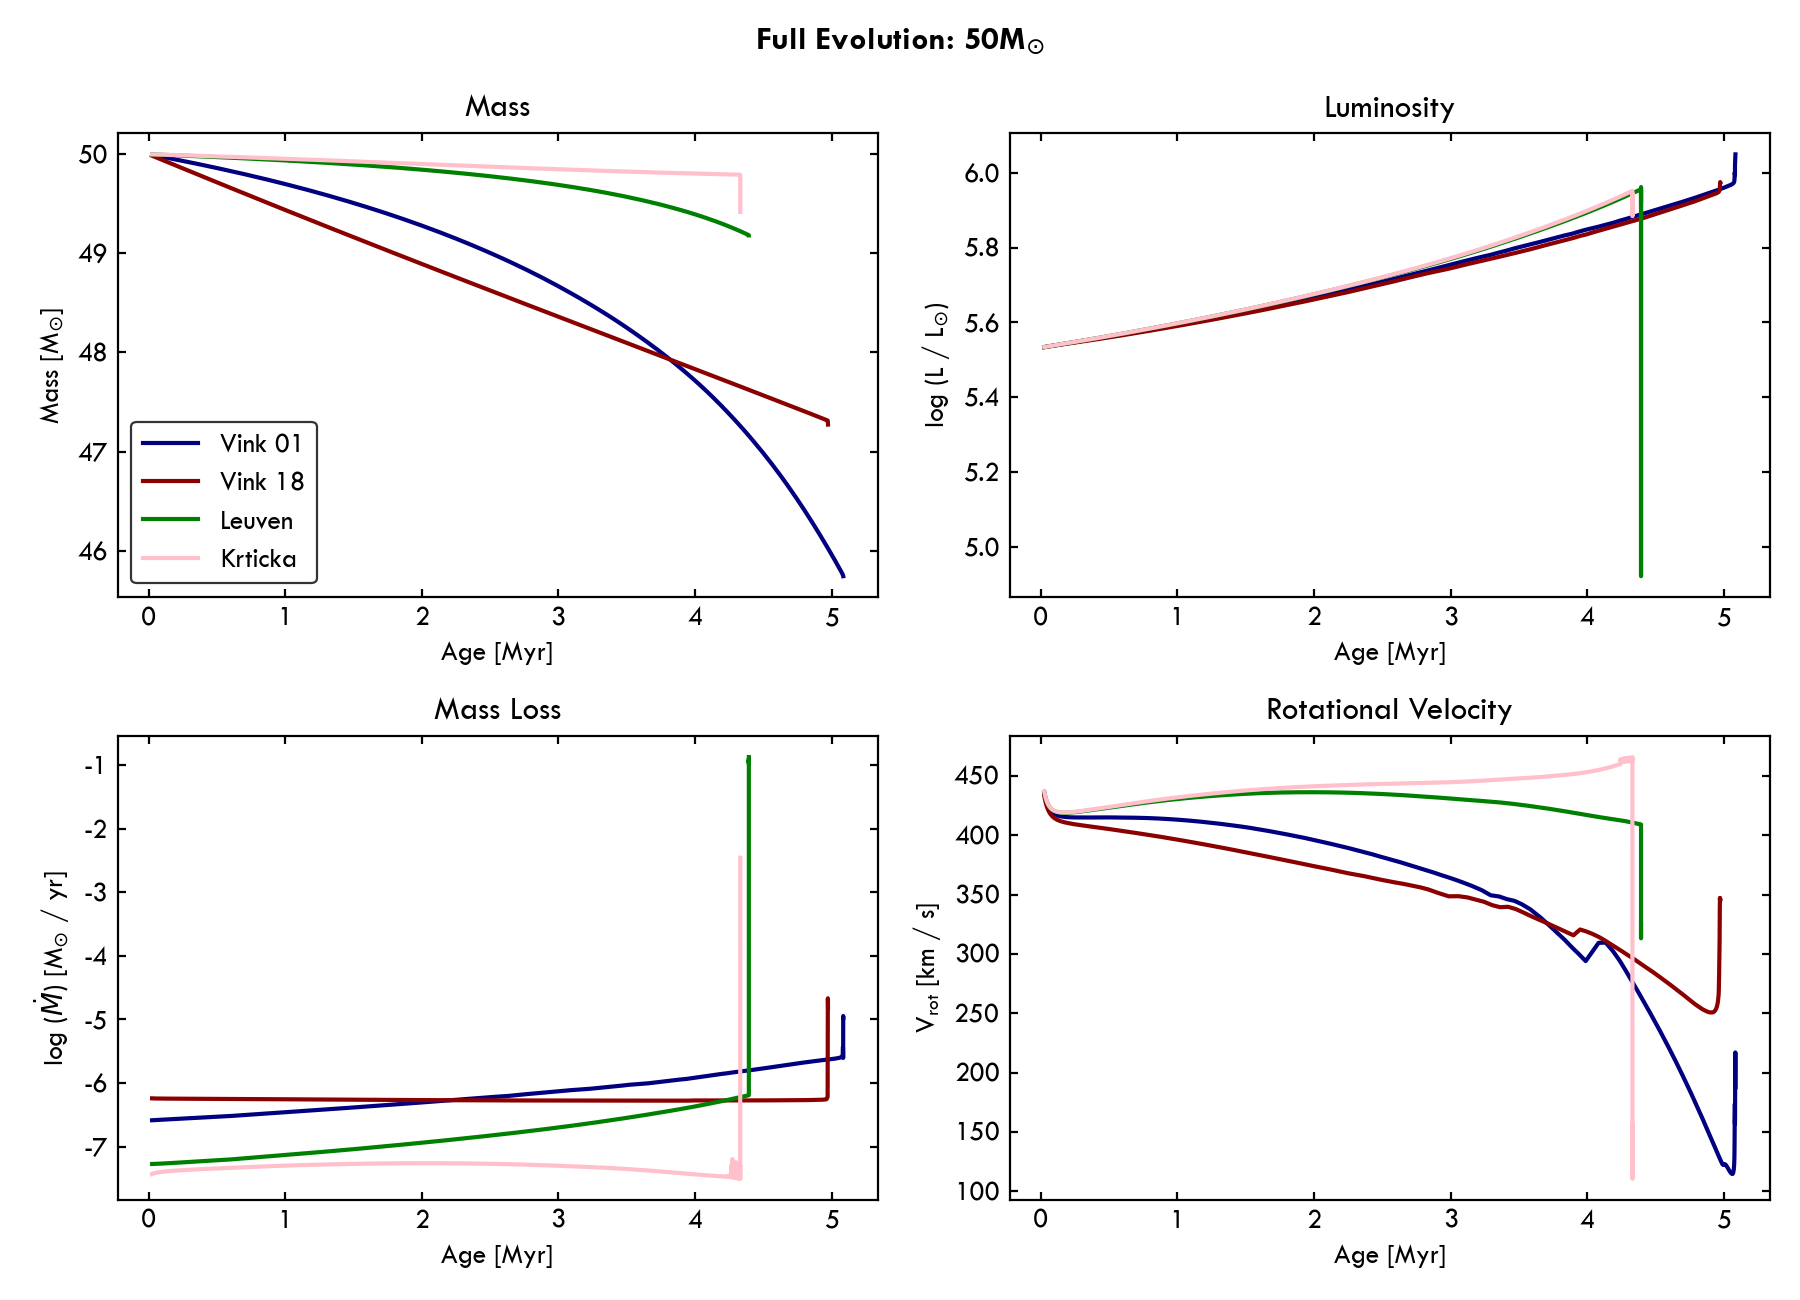 Full Evolution: 50M⊙
Mass
50
49
48
47
46
Mass [M⊙]
Vink 01
Vink 18
Leuven
Krticka
0 1 2 3 4 5
Age [Myr]
Luminosity
6.0
5.8
5.6
5.4
5.2
5.0
log (L / L⊙)
0 1 2 3 4 5
Age [Myr]
Mass Loss
-1
-2
-3
-4
-5
-6
-7
log (Ṁ) [M⊙ / yr]
0 1 2 3 4 5
Age [Myr]
Rotational Velocity
450
400
350
300
250
200
150
100
Vrot [km / s]
0 1 2 3 4 5
Age [Myr]